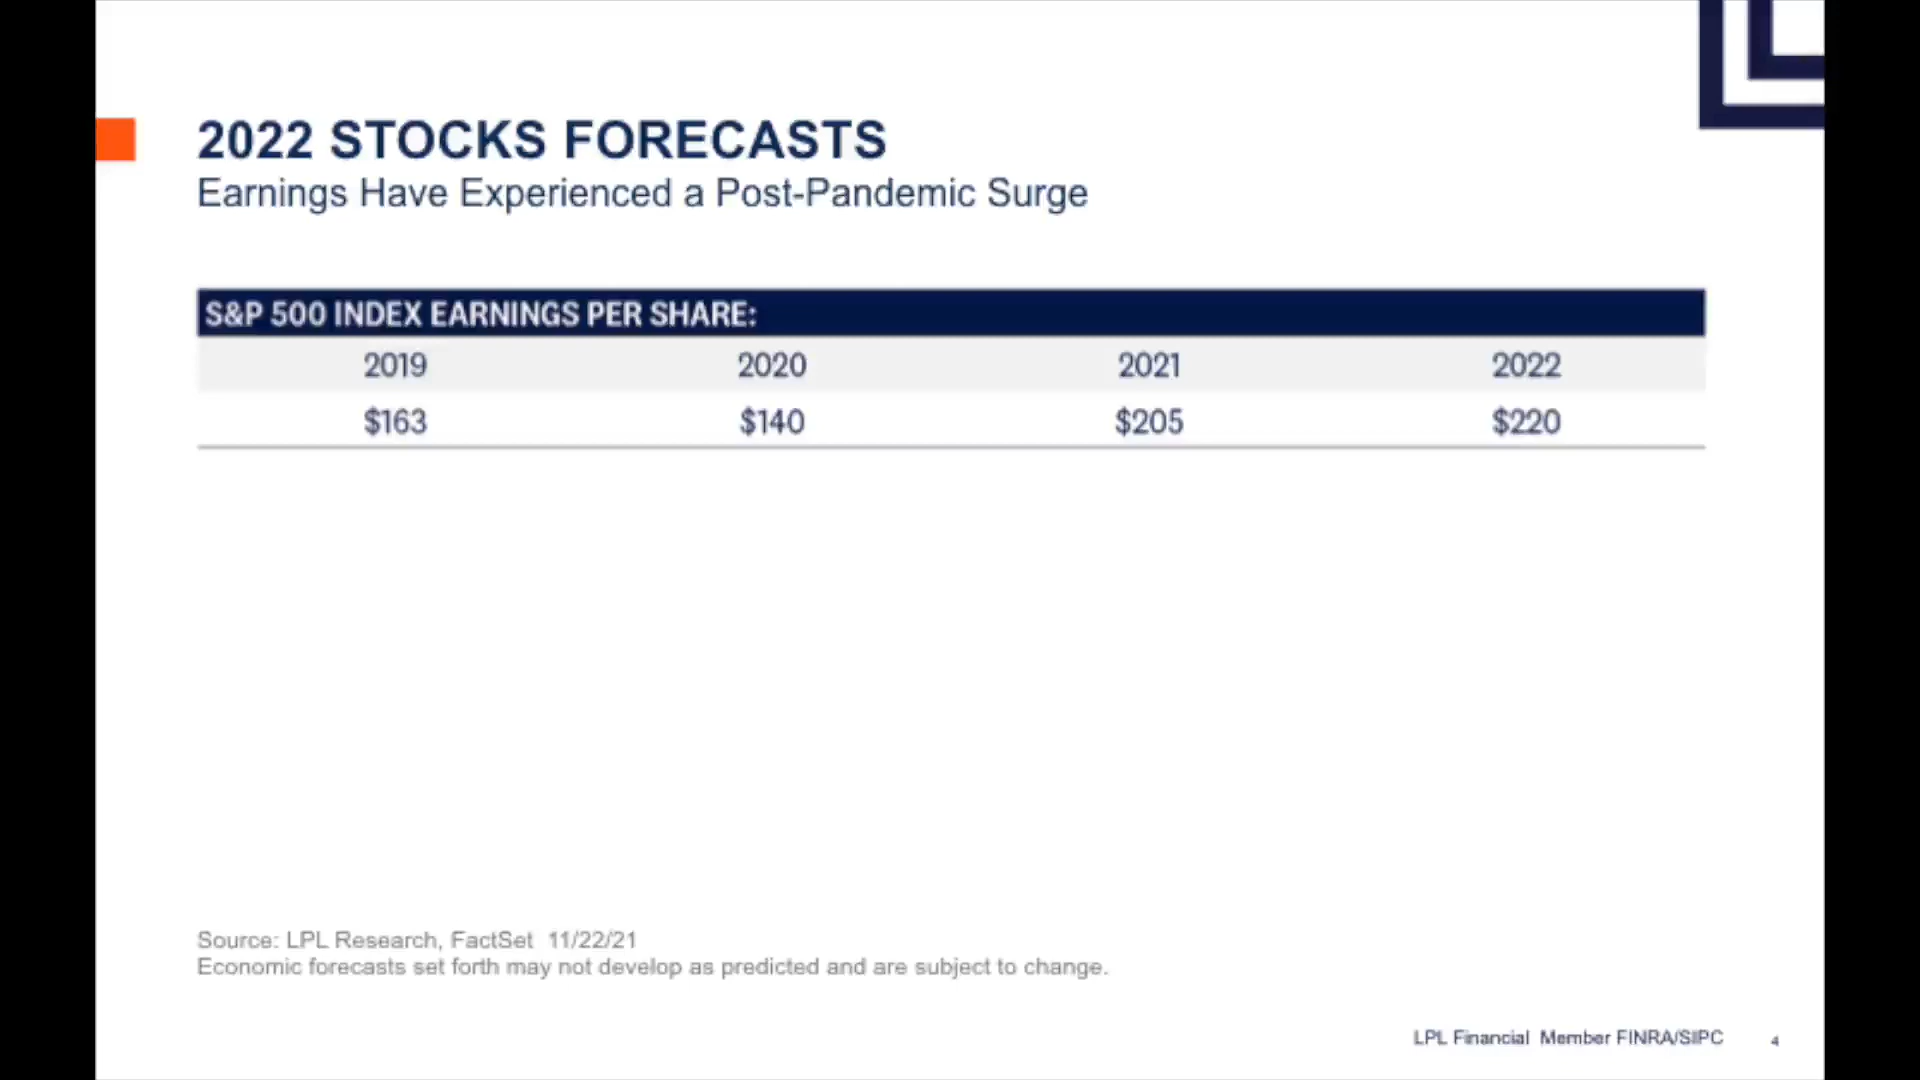 2022 STOCKS FORECASTS
Earnings Have Experienced a Post-Pandemic Surge
S&P 500 INDEX EARNINGS PER SHARE:
2019 2020 2021 2022
$163 $140 $205 $220
Source: LPL Research, FactSet 11/22/21
Economic forecasts set forth may not develop as predicted and are subject to change.
LPL Financial Member FINRA/SIPC 4